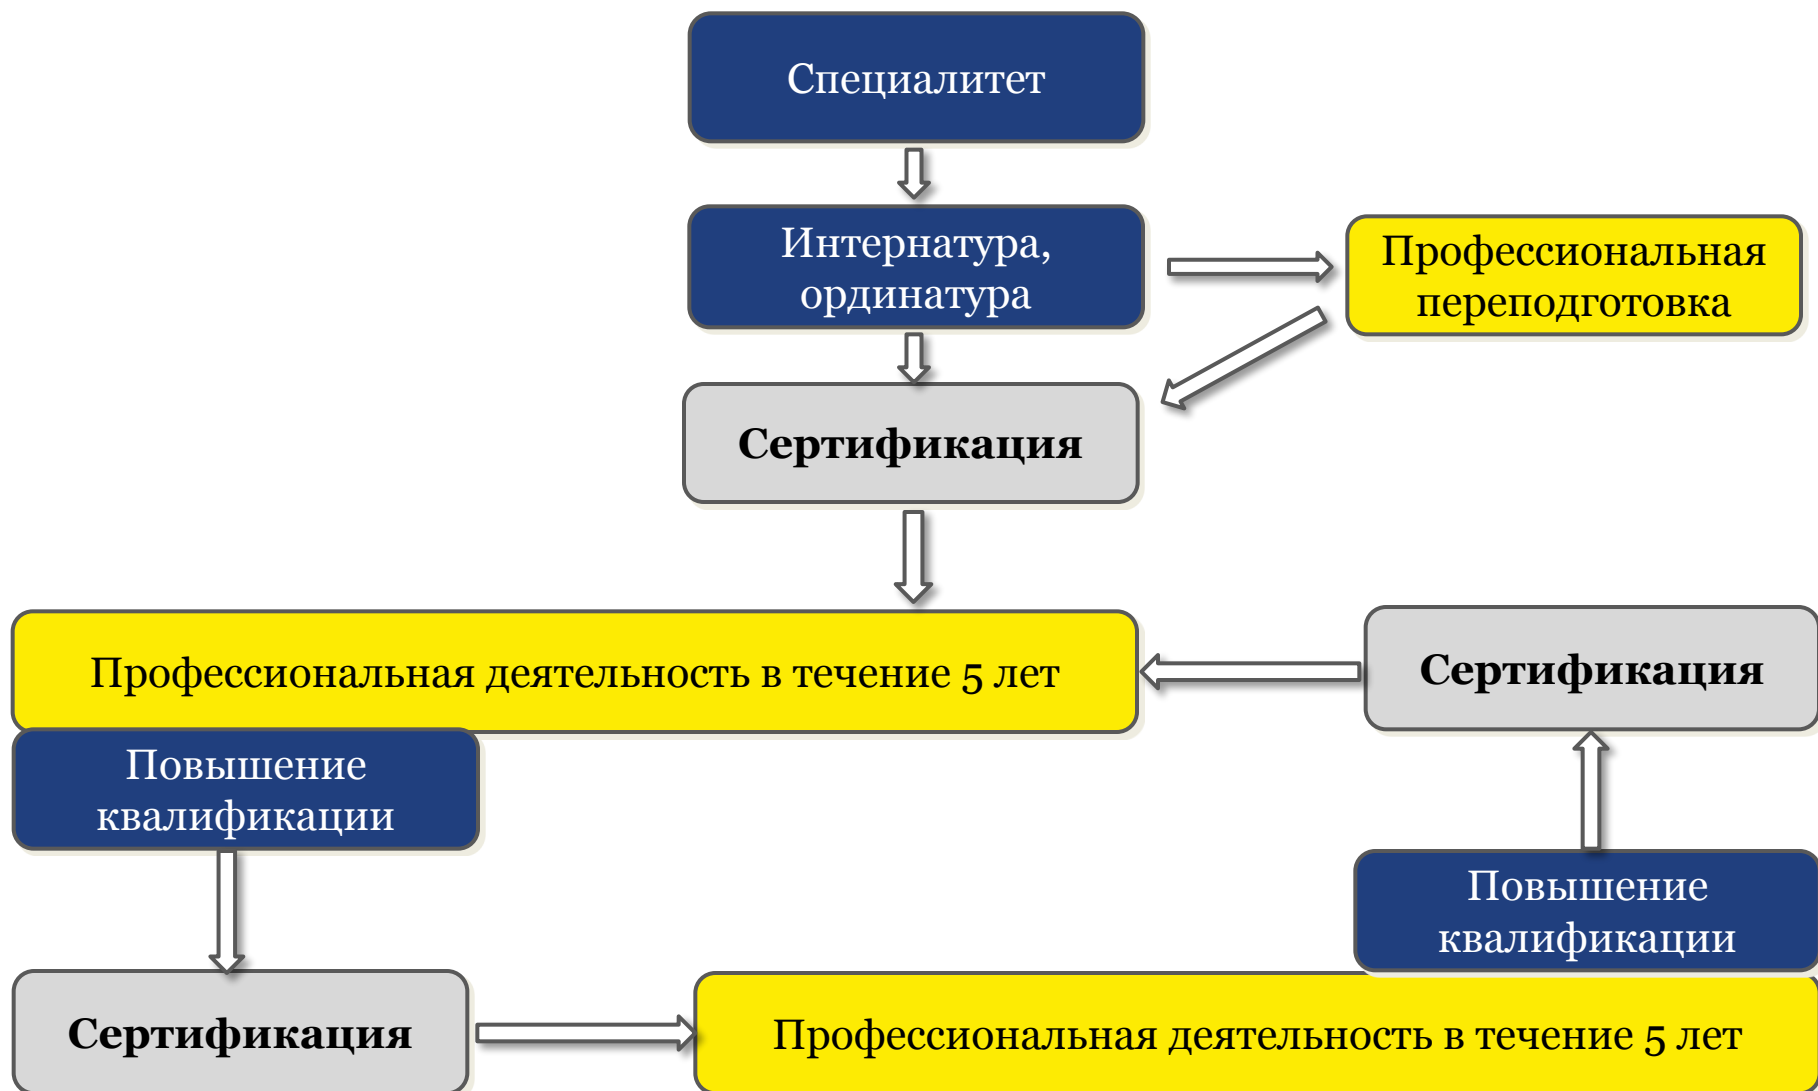 Специалитет
Интернатура,
ординатура
Профессиональная
переподготовка
Сертификация
Профессиональная деятельность в течение 5 лет
Сертификация
Повышение
квалификации
Повышение
квалификации
Сертификация
Профессиональная деятельность в течение 5 лет